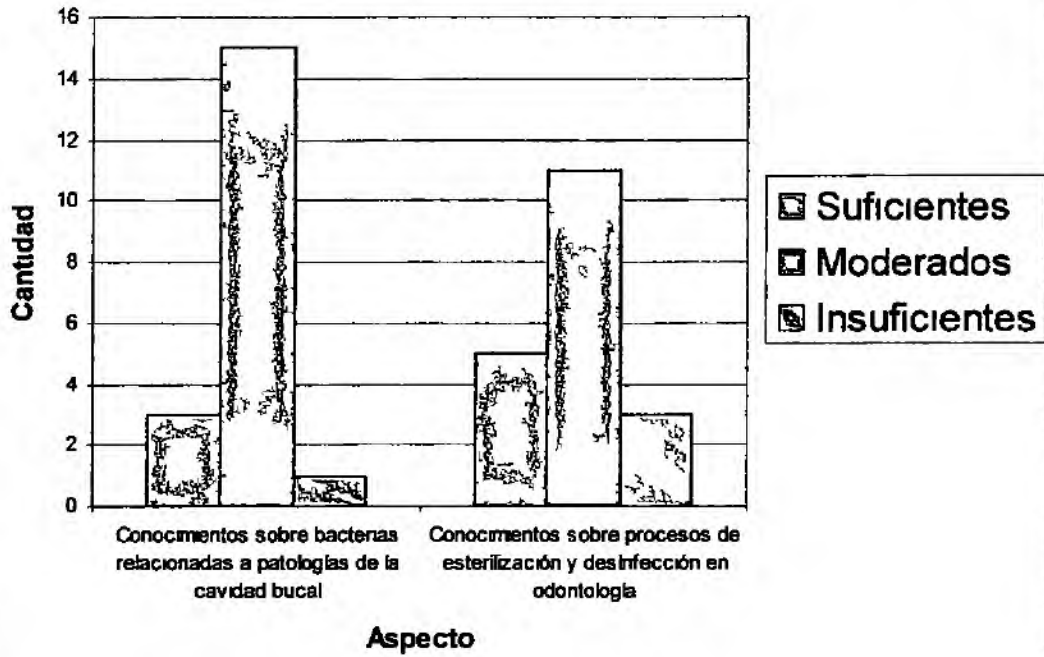 16
14
12
10
8
6
4
2
0
Cantidad
Conocimientos sobre bacterias
relacionadas a patologías de la
cavidad bucal
Conocimientos sobre procesos de
esterilización y desinfección en
odontología
Aspecto
Suficientes
Moderados
Insuficientes